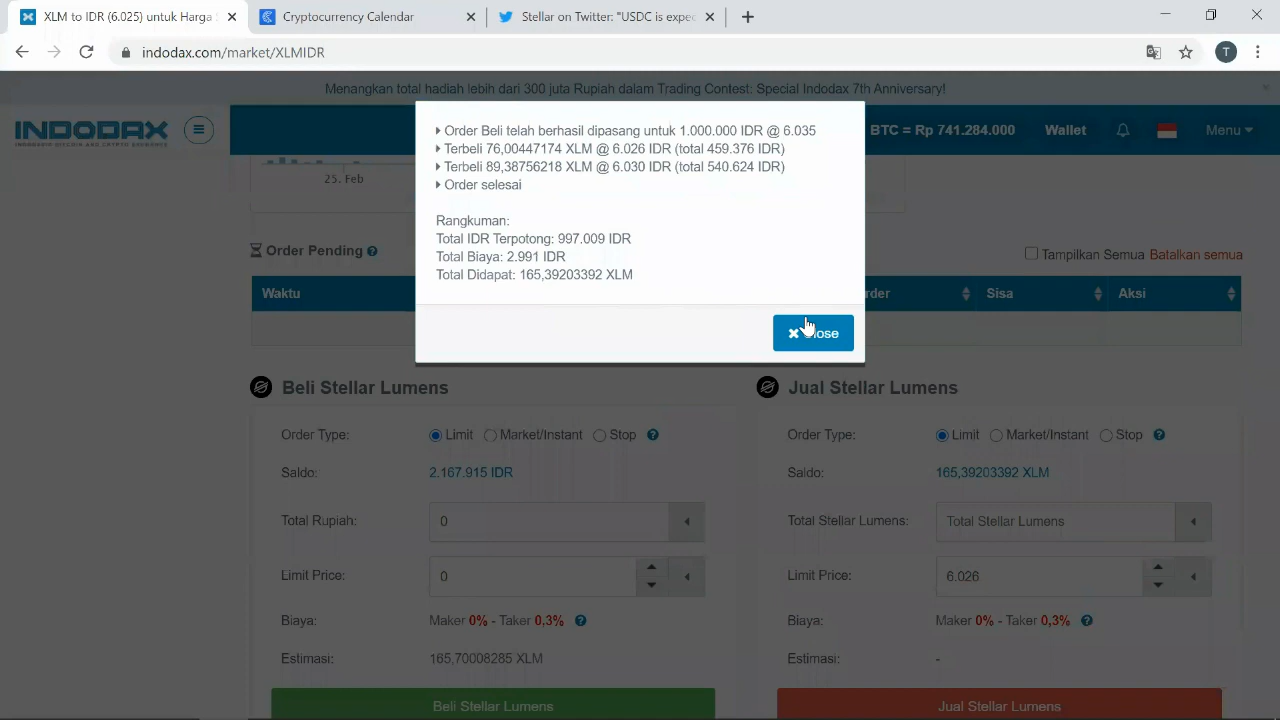 XLM to IDR (6.025) untuk Harga
Cryptocurrency Calendar
Stellar on Twitter: "USDC is expec
indodax.com/market/XLMIDR
T
Menangkan total hadiah lebih dari 300 juta Rupiah dalam Trading Contest: Special Indodax 7th Anniversary!
INDODAX
BTC = Rp 741.284.000
Wallet
Menu
25. Feb
Order Beli telah berhasil dipasang untuk 1.000.000 IDR @ 6.035
Terbeli 76,00447174 XLM @ 6.026 IDR (total 459.376 IDR)
Terbeli 89,38756218 XLM @ 6.030 IDR (total 540.624 IDR)
Order selesai
Rangkuman:
Total IDR Terpotong: 997.009 IDR
Total Biaya: 2.991 IDR
Total Didapat: 165,39203392 XLM
Close
Order Pending
Tampilkan Semua Batalkan semua
Waktu
rder
Sisa
Aksi
Beli Stellar Lumens
Order Type:
Limit
Market/Instant
Stop
Saldo:
2.167.915 IDR
Total Rupiah:
0
Limit Price:
0
Biaya:
Maker 0% - Taker 0,3%
Estimasi:
165,70008285 XLM
Beli Stellar Lumens
Jual Stellar Lumens
Order Type:
Limit
Market/Instant
Stop
Saldo:
165,39203392 XLM
Total Stellar Lumens:
Total Stellar Lumens
Limit Price:
6.026
Biaya:
Maker 0% - Taker 0,3%
Estimasi:
-
Jual Stellar Lumens